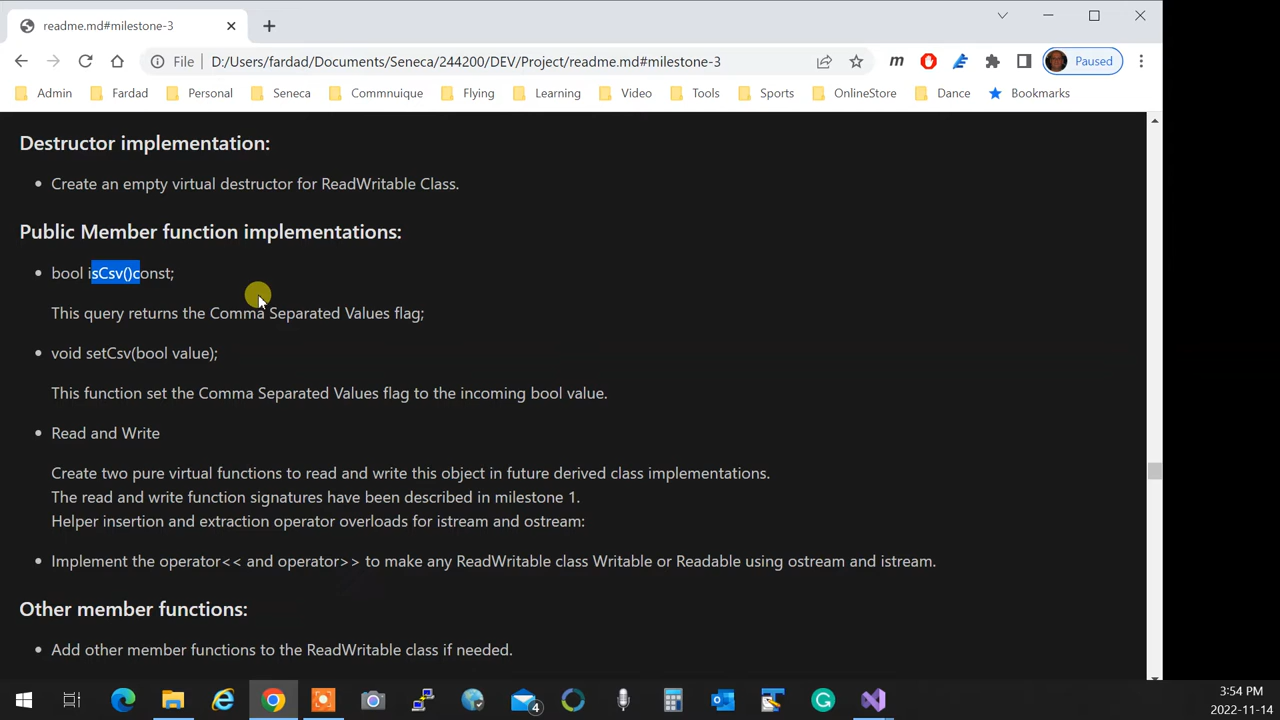 readme.md#milestone-3
File | D:/Users/fardad/Documents/Seneca/244200/DEV/Project/readme.md#milestone-3
m
Paused
Admin Fardad Personal Seneca Commnuique Flying Learning Video Tools Sports OnlineStore Dance Bookmarks
Destructor implementation:
• Create an empty virtual destructor for ReadWritable Class.
Public Member function implementations:
• bool isCsv()const;
This query returns the Comma Separated Values flag;
• void setCsv(bool value);
This function set the Comma Separated Values flag to the incoming bool value.
• Read and Write
Create two pure virtual functions to read and write this object in future derived class implementations.
The read and write function signatures have been described in milestone 1.
Helper insertion and extraction operator overloads for istream and ostream:
• Implement the operator<< and operator>> to make any ReadWritable class Writable or Readable using ostream and istream.
Other member functions:
• Add other member functions to the ReadWritable class if needed.
4
3:54 PM
2022-11-14